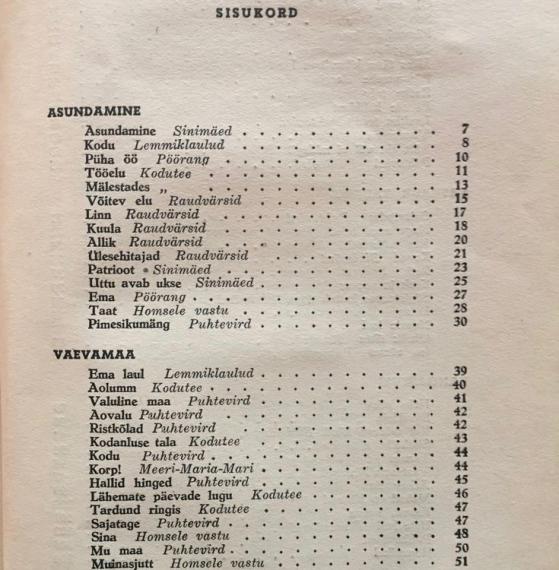 SISUKORD
ASUNDAMINE
Asundamine Sinimäed . . . . . . . . . . . . 7
Kodu Lemmiklaulud . . . . . . . . . . . . 8
Püha öö Pöörang . . . . . . . . . . . . 10
Tööelu Kodutee . . . . . . . . . . . . 11
Mälestades „ . . . . . . . . . . . . 13
Võitev elu Raudvärsid . . . . . . . . . . . . 15
Linn Raudvärsid . . . . . . . . . . . . 17
Kuula Raudvärsid . . . . . . . . . . . . 18
Allik Raudvärsid . . . . . . . . . . . . 20
Ülesehitajad Raudvärsid . . . . . . . . . . . . 21
Patrioot Sinimäed . . . . . . . . . . . . 23
Uttu avab ukse Sinimäed . . . . . . . . . . . . 25
Ema Pöörang . . . . . . . . . . . . 27
Taat Homsele vastu . . . . . . . . . . . . 28
Pimesikumäng Puhtevird . . . . . . . . . . . . 30
VAEVAMAA
Ema laul Lemmiklaulud . . . . . . . . . . . . 39
Aolumm Kodutee . . . . . . . . . . . . 40
Valuline maa Puhtevird . . . . . . . . . . . . 41
Aovalu Puhtevird . . . . . . . . . . . . 42
Ristkõlad Puhtevird . . . . . . . . . . . . 42
Kodanluse tala Kodutee . . . . . . . . . . . . 43
Kodu Puhtevird . . . . . . . . . . . . 44
Korp! Meeri-Maria-Mari . . . . . . . . . . . . 44
Hallid hinged Puhtevird . . . . . . . . . . . . 45
Lähemate päevade lugu Kodutee . . . . . . . . . . . . 46
Tardund ringis Kodutee . . . . . . . . . . . . 47
Sajatage Puhtevird . . . . . . . . . . . . 47
Sina Homsele vastu . . . . . . . . . . . . 48
Mu maa Puhtevird . . . . . . . . . . . . 50
Muinasjutt Homsele vastu . . . . . . . . . . . . 51